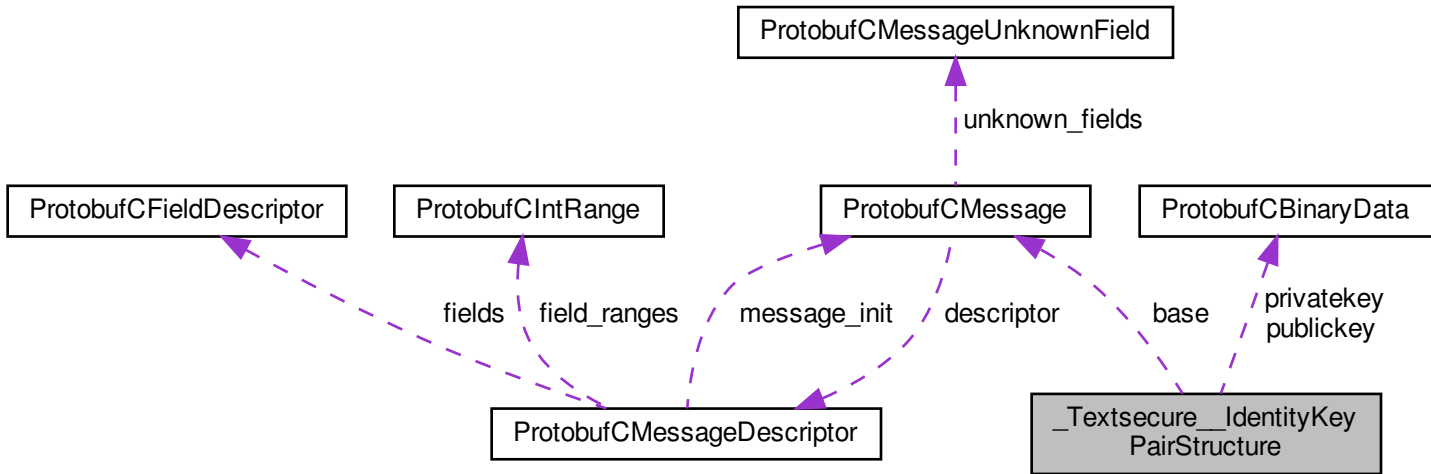 ProtobufCMessageUnknownField
unknown_fields
ProtobufCFieldDescriptor
ProtobufCIntRange
ProtobufCMessage
ProtobufCBinaryData
fields
field_ranges
message_init
descriptor
base
privatekey
publickey
ProtobufCMessageDescriptor
_Textsecure__IdentityKey
PairStructure